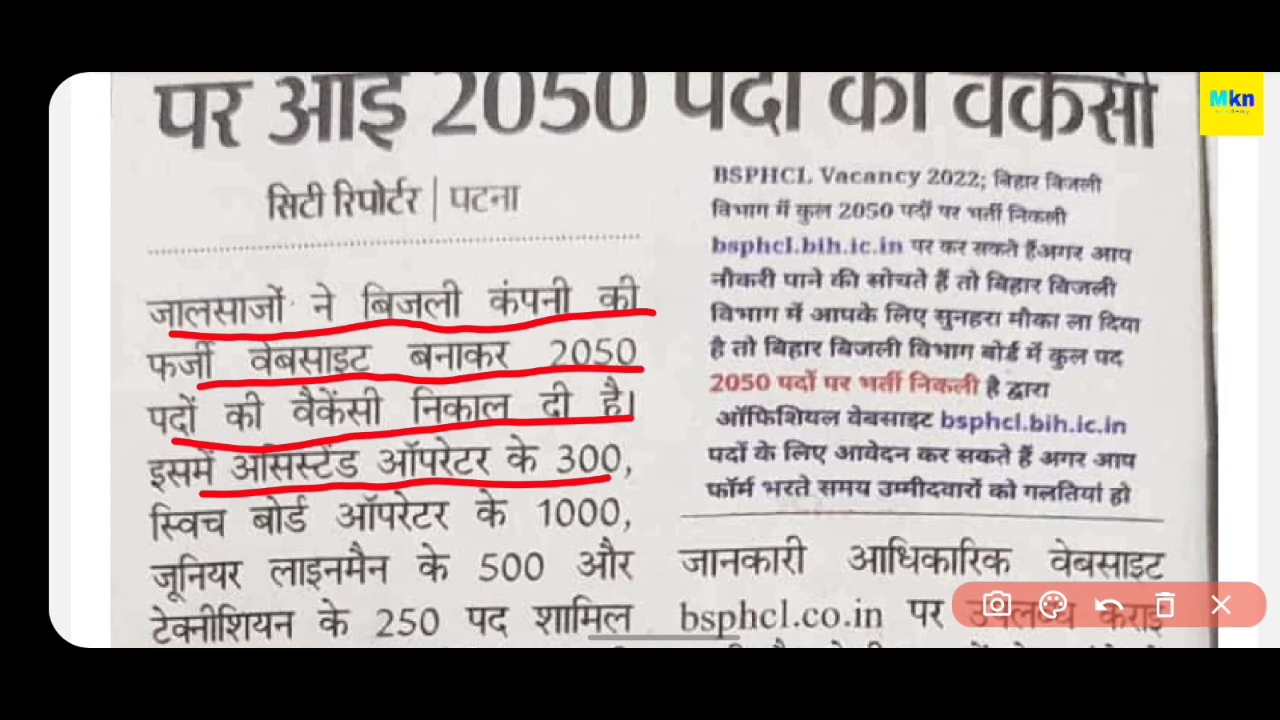 पर आई 2050 पदों की वैकेंसी
Mkn
सिटी रिपोर्टर | पटना
जालसाजों ने बिजली कंपनी की
फर्जी वेबसाइट बनाकर 2050
पदों की वैकेंसी निकाल दी है।
इसमें असिस्टेंड ऑपरेटर के 300,
स्विच बोर्ड ऑपरेटर के 1000,
जूनियर लाइनमैन के 500 और
टेक्नीशियन के 250 पद शामिल
BSPHCL Vacancy 2022; बिहार बिजली
विभाग में कुल 2050 पदों पर भर्ती निकली
bsphcl.bih.ic.in पर कर सकते हैंअगर आप
नौकरी पाने की सोचते हैं तो बिहार बिजली
विभाग में आपके लिए सुनहरा मौका ला दिया
है तो बिहार बिजली विभाग बोर्ड में कुल पद
2050 पदों पर भर्ती निकली है द्वारा
ऑफिशियल वेबसाइट bsphcl.bih.ic.in
पदों के लिए आवेदन कर सकते हैं अगर आप
फॉर्म भरते समय उम्मीदवारों को गलतियां हो
जानकारी आधिकारिक वेबसाइट
bsphcl.co.in पर उपलब्ध कराई